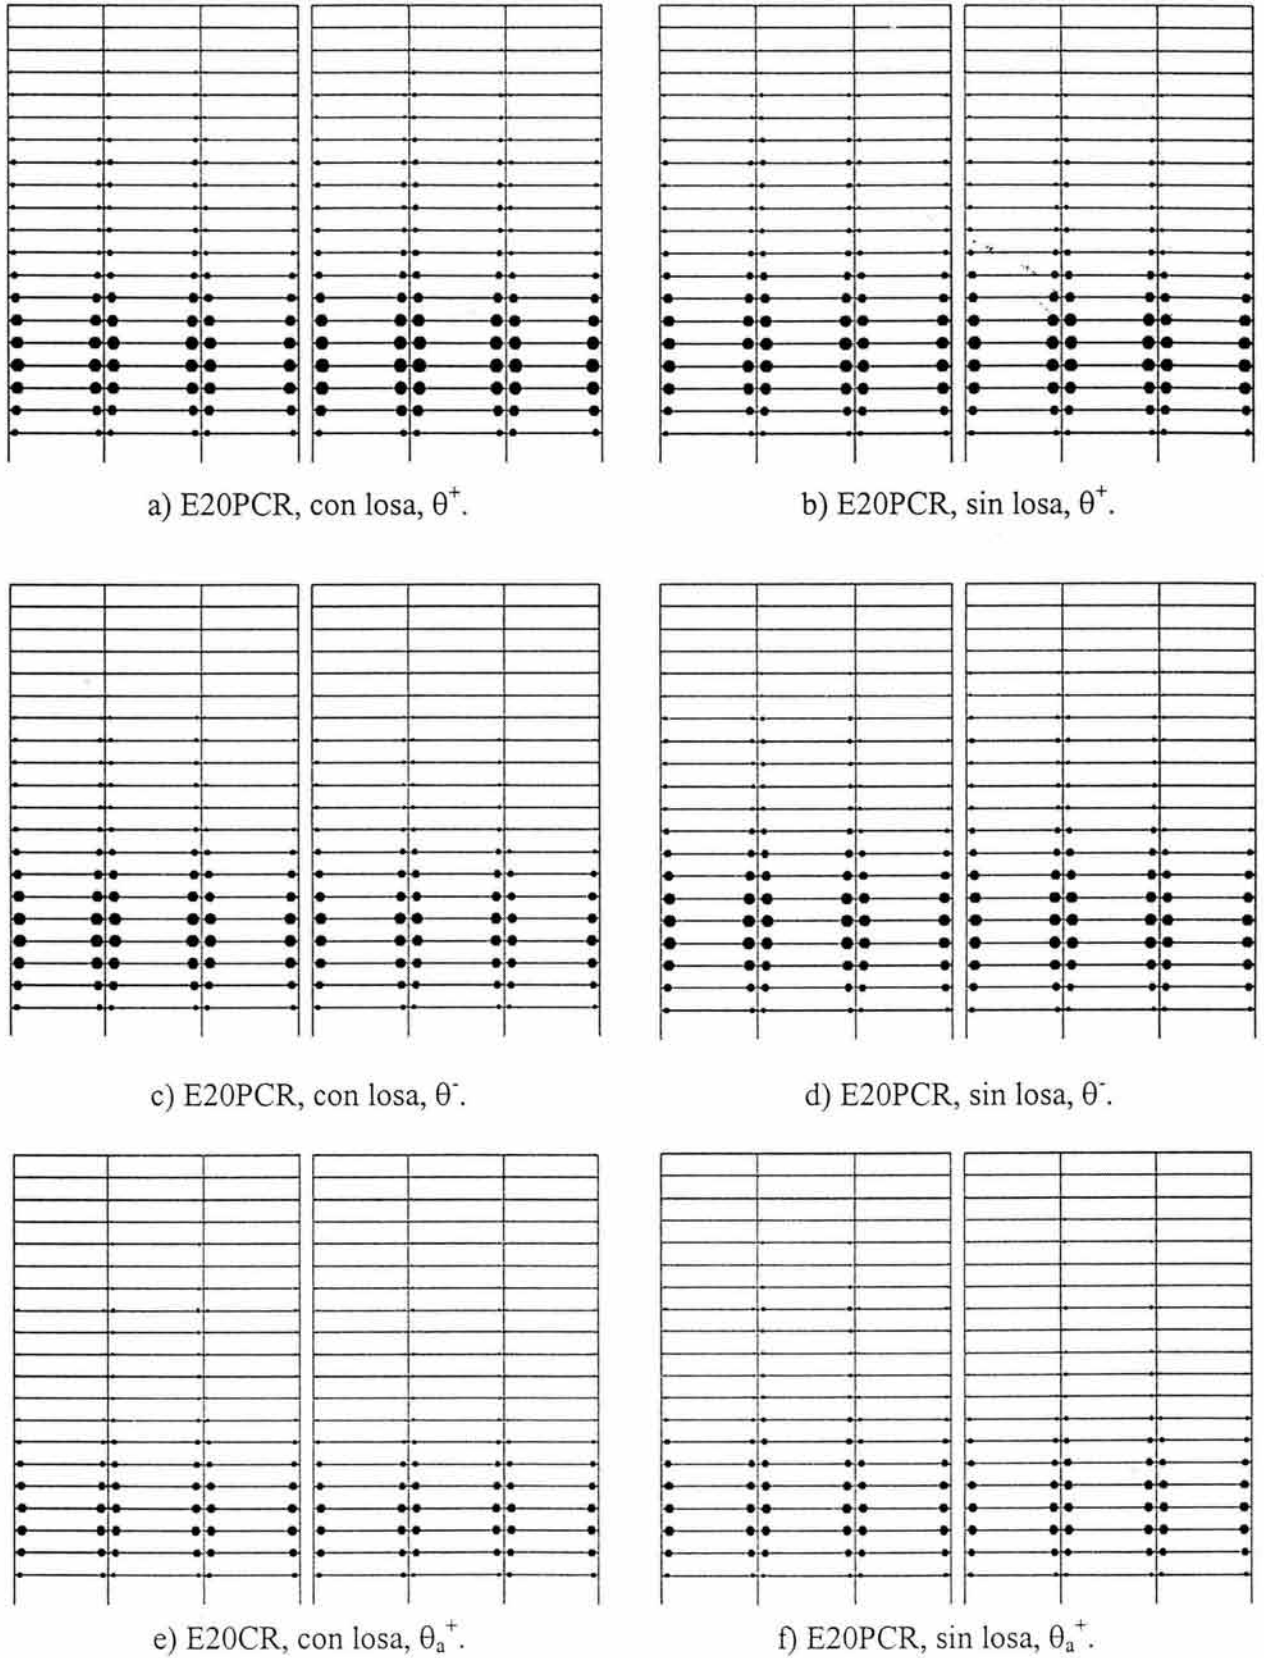 a) E20PCR, con losa, θ⁺.
b) E20PCR, sin losa, θ⁺.
c) E20PCR, con losa, θ⁻.
d) E20PCR, sin losa, θ⁻.
e) E20CR, con losa, θₐ⁺.
f) E20PCR, sin losa, θₐ⁺.